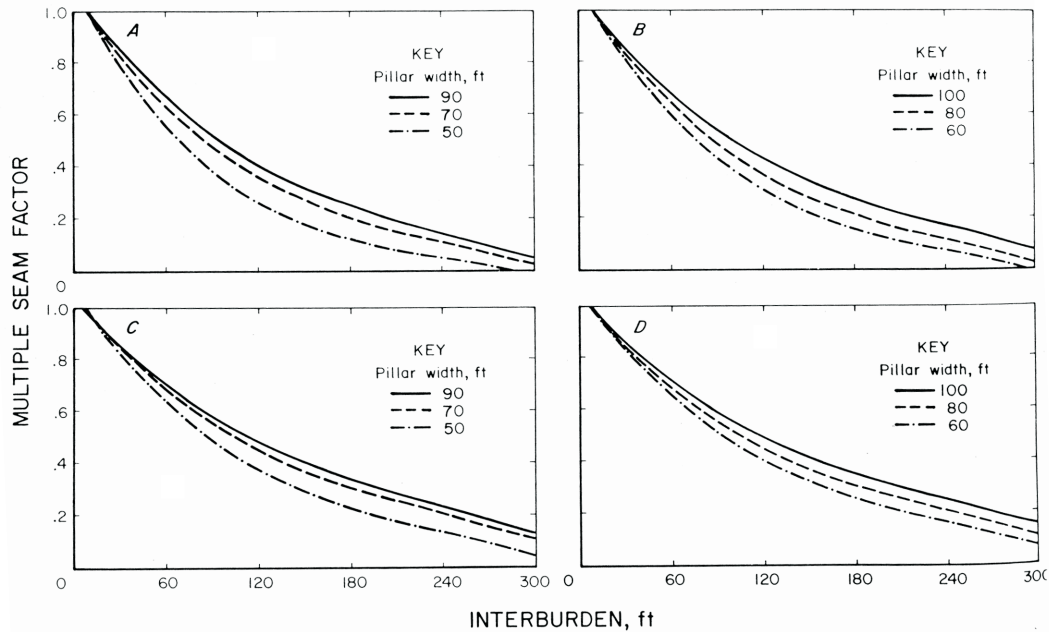 MULTIPLE SEAM FACTOR
1.0
.8
.6
.4
.2
0
A
KEY
Pillar width, ft
90
70
50
B
KEY
Pillar width, ft
100
80
60
1.0
.8
.6
.4
.2
0
60
120
180
240
300
C
KEY
Pillar width, ft
90
70
50
D
KEY
Pillar width, ft
100
80
60
0
60
120
180
240
300
INTERBURDEN, ft